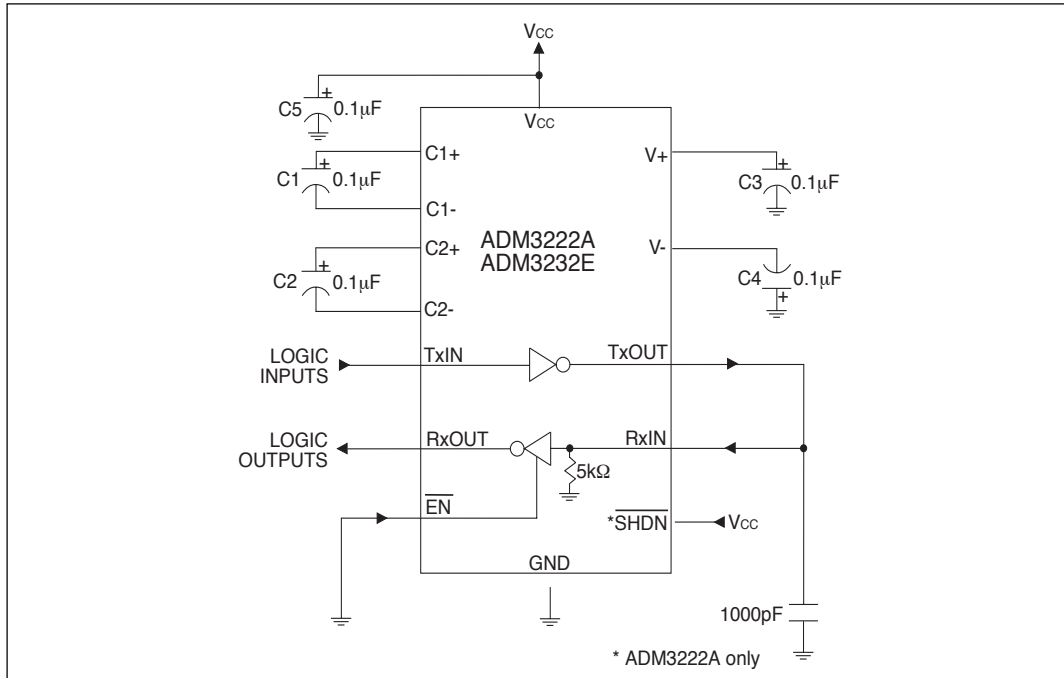 VCC
C5
+
0.1μF
VCC
C1+
V+
C1
+
0.1μF
C3
+
0.1μF
C1-
C2+
ADM3222A
ADM3232E
V-
C2
+
0.1μF
C4
+
0.1μF
C2-
LOGIC
INPUTS
TxIN
TxOUT
LOGIC
OUTPUTS
RxOUT
RxIN
5kΩ
EN
*SHDN
VCC
GND
1000pF
* ADM3222A only